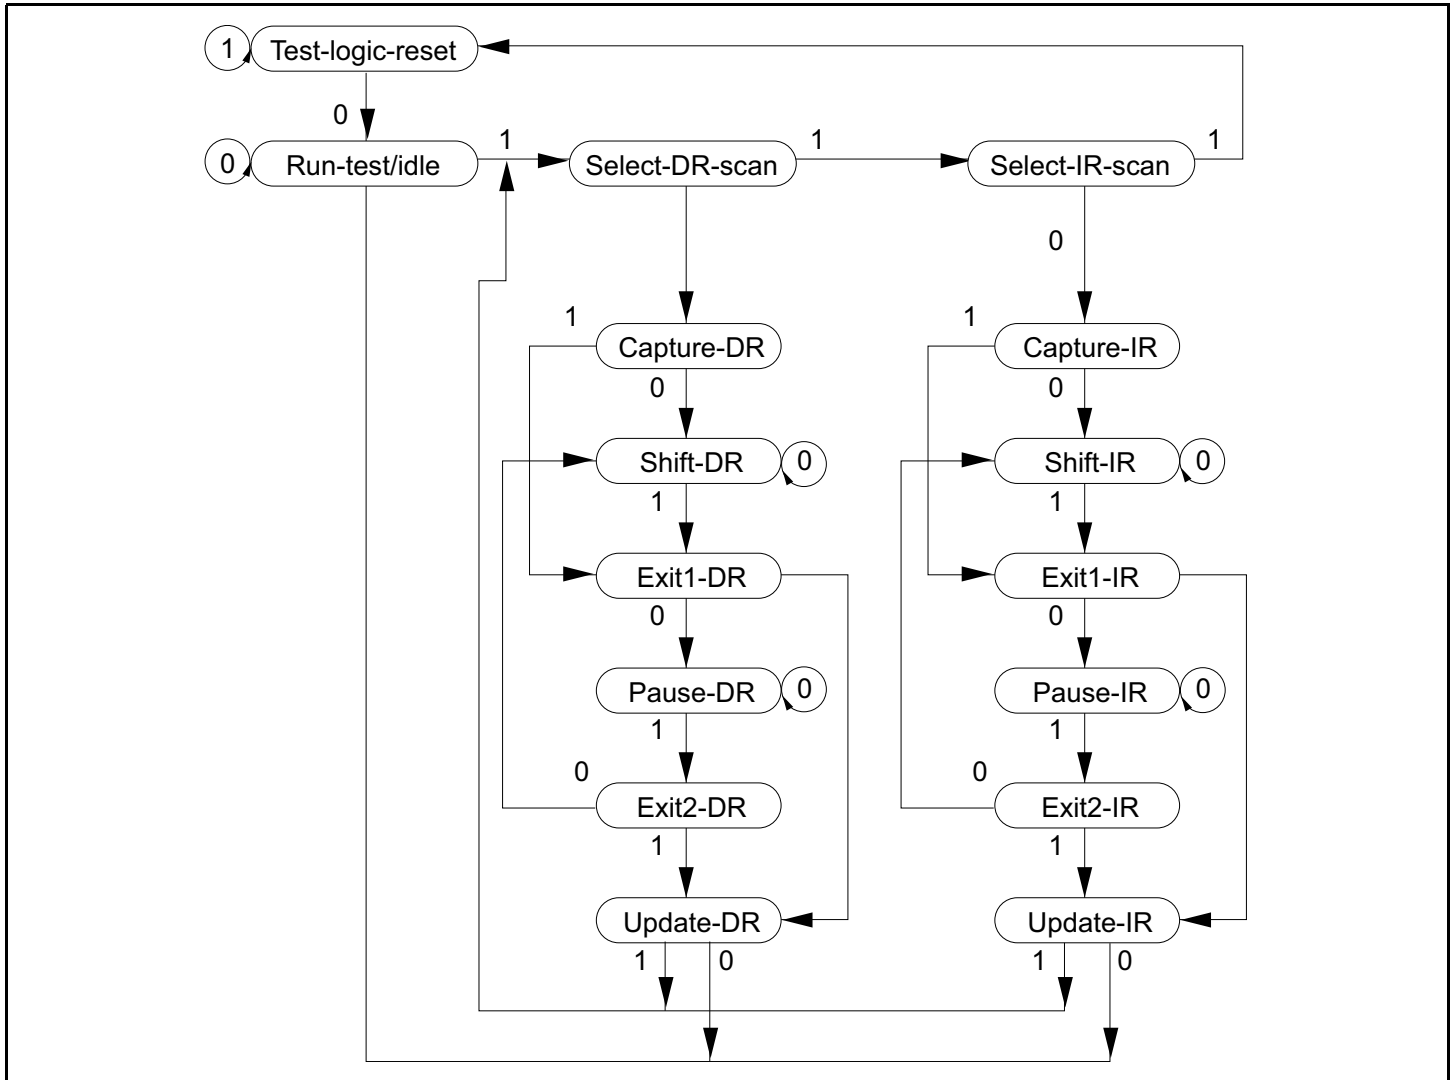 1 Test-logic-reset
0
0 Run-test/idle 1 Select-DR-scan 1 Select-IR-scan 1
0
1 1
Capture-DR Capture-IR
0 0
Shift-DR 0 Shift-IR 0
1 1
Exit1-DR Exit1-IR
0 0
Pause-DR 0 Pause-IR 0
1 1
0 0
Exit2-DR Exit2-IR
1 1
Update-DR Update-IR
1 0 1 0